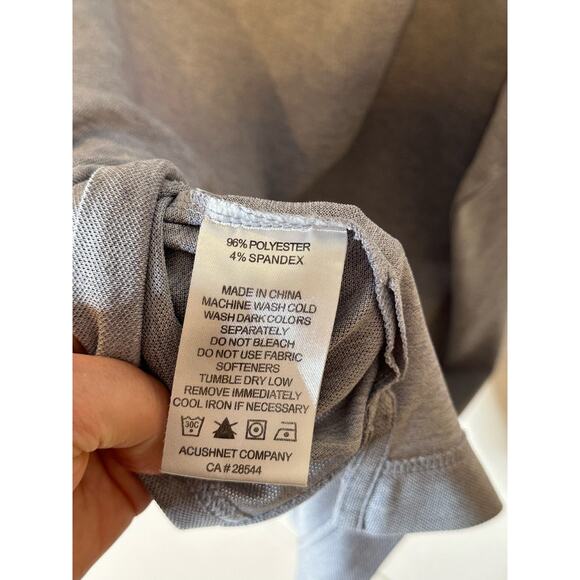 96% POLYESTER
4% SPANDEX
MADE IN CHINA
MACHINE WASH COLD
WASH DARK COLORS
SEPARATELY
DO NOT BLEACH
DO NOT USE FABRIC
SOFTENERS
TUMBLE DRY LOW
REMOVE IMMEDIATELY
COOL IRON IF NECESSARY
30C
ACUSHNET COMPANY
CA # 28544